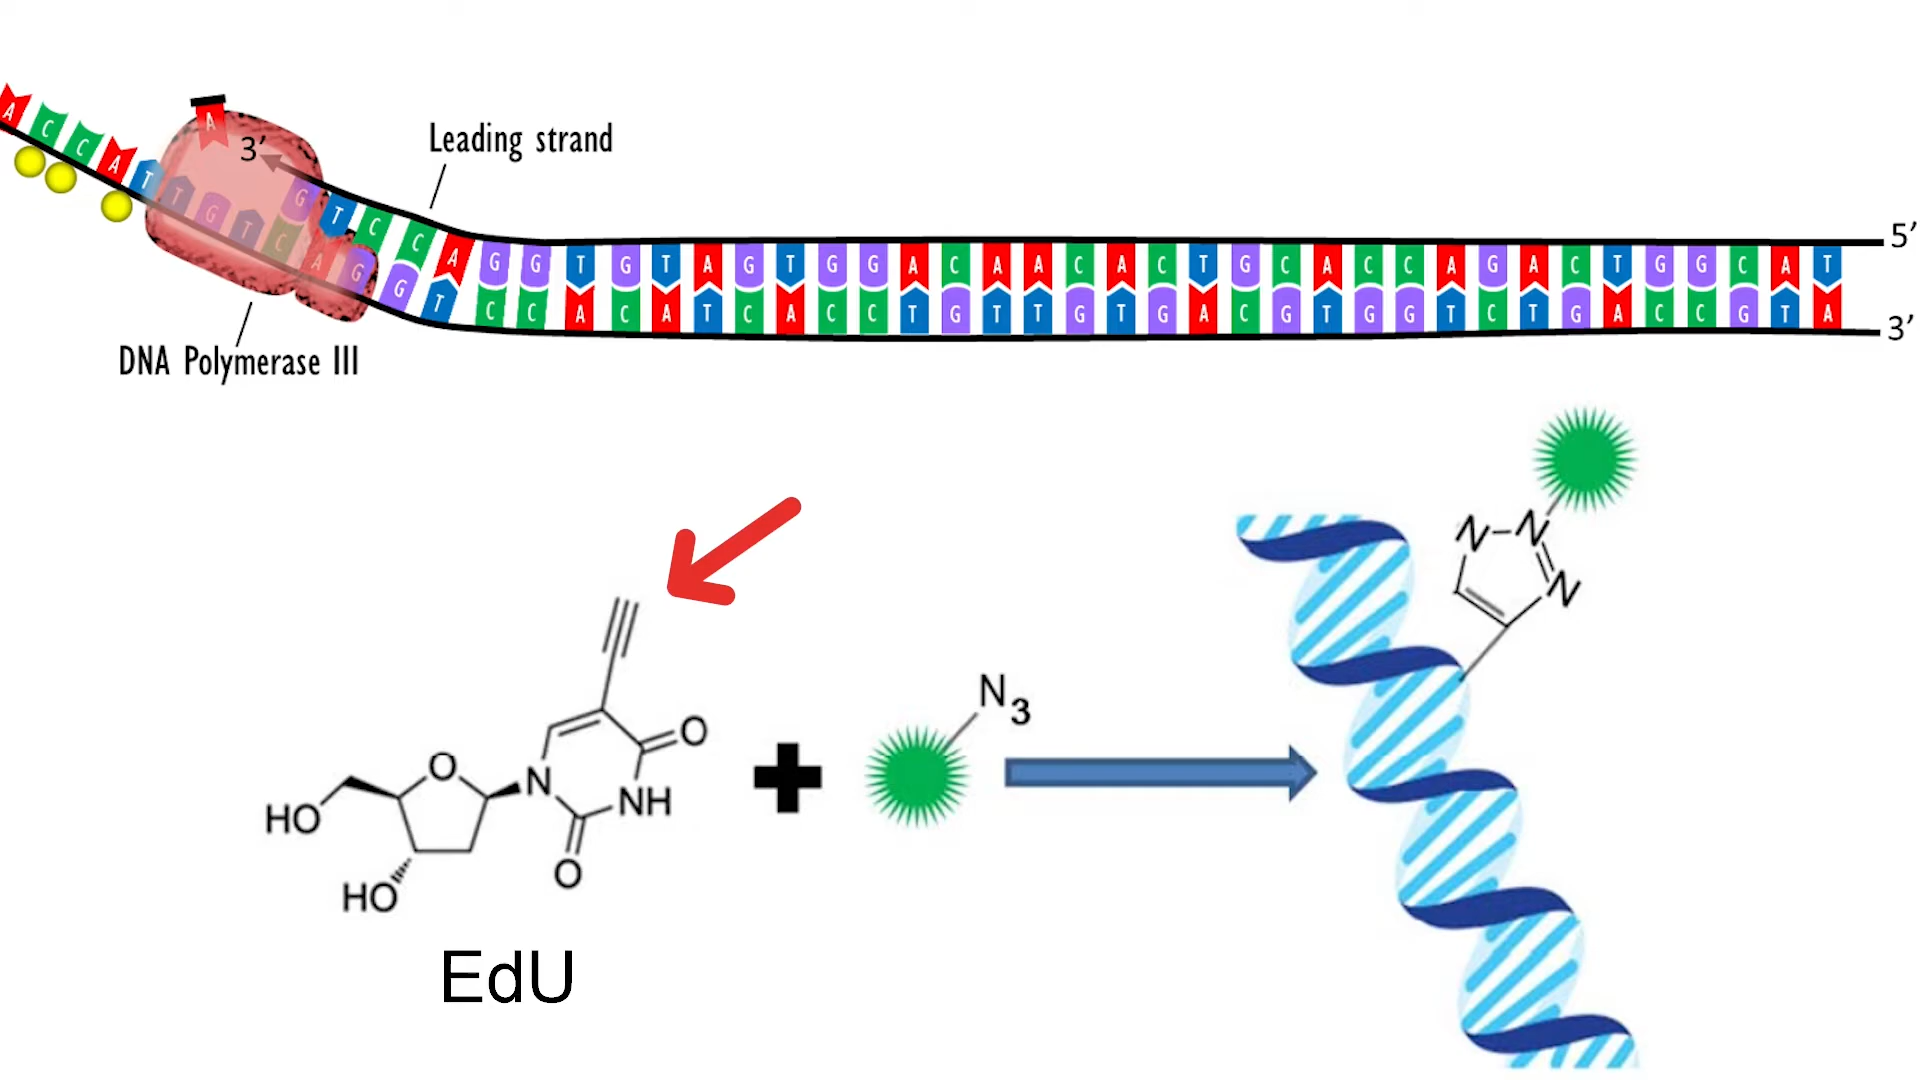 Leading strand
A
3’
G T C C A G G T G T A G T G G A C A A C A C T G C A C C A G A C T G G C A T
5’
A C C A T T G T C A G G T C C A C A T C A C C T G T T G T G A C G T G G T C T G A C C G T A
3’
DNA Polymerase III
N N
N
N3
O
O
N
NH
HO
O
HO
EdU